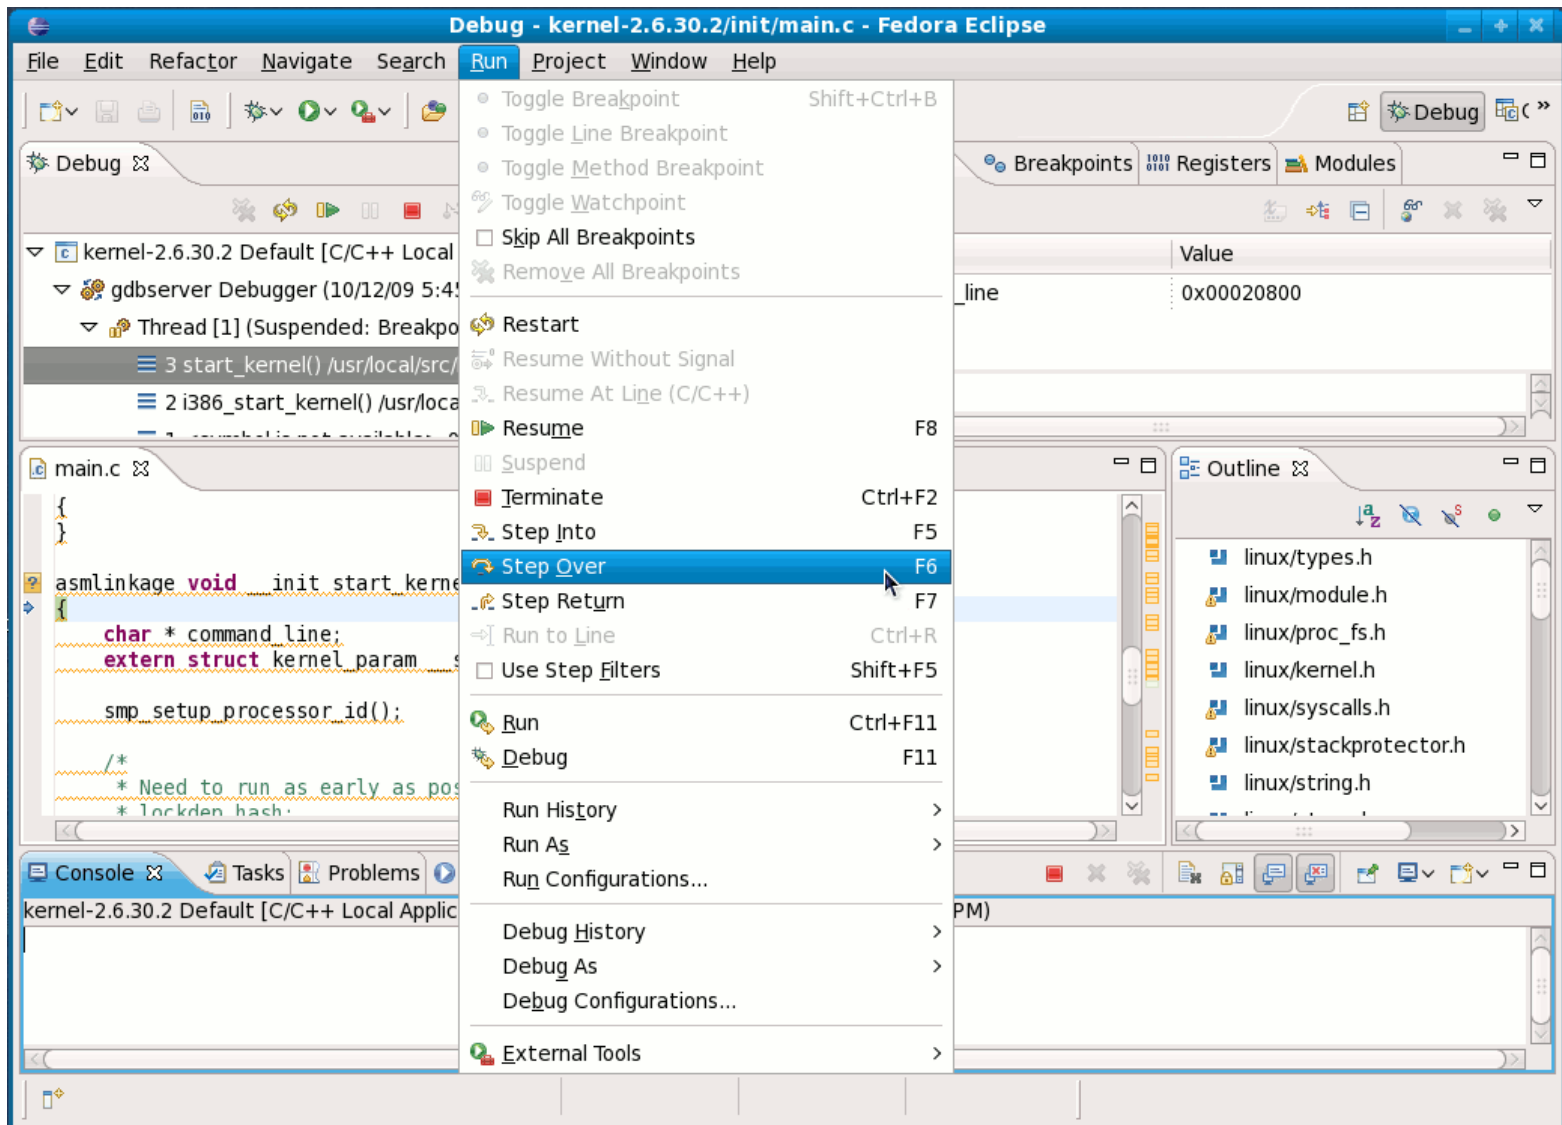 Debug - kernel-2.6.30.2/init/main.c - Fedora Eclipse
File Edit Refactor Navigate Search Run Project Window Help
Toggle Breakpoint Shift+Ctrl+B
Toggle Line Breakpoint
Toggle Method Breakpoint
Toggle Watchpoint
Skip All Breakpoints
Remove All Breakpoints
Restart
Resume Without Signal
Resume At Line (C/C++)
Resume F8
Suspend
Terminate Ctrl+F2
Step Into F5
Step Over F6
Step Return F7
Run to Line Ctrl+R
Use Step Filters Shift+F5
Run Ctrl+F11
Debug F11
Run History
Run As
Run Configurations...
Debug History
Debug As
Debug Configurations...
External Tools
Debug
Debug
kernel-2.6.30.2 Default [C/C++ Local
gdbserver Debugger (10/12/09 5:4
Thread [1] (Suspended: Breakpo
3 start_kernel() /usr/local/src/
2 i386_start_kernel() /usr/loca
Breakpoints Registers Modules
Value
_line 0x00020800
main.c
{
}
asmlinkage void __init start_kerne
{
char * command_line;
extern struct kernel_param __s
smp_setup_processor_id();
/*
* Need to run as early as pos
* lockdep hash:
Outline
linux/types.h
linux/module.h
linux/proc_fs.h
linux/kernel.h
linux/syscalls.h
linux/stackprotector.h
linux/string.h
Console Tasks Problems
kernel-2.6.30.2 Default [C/C++ Local Applic PM)